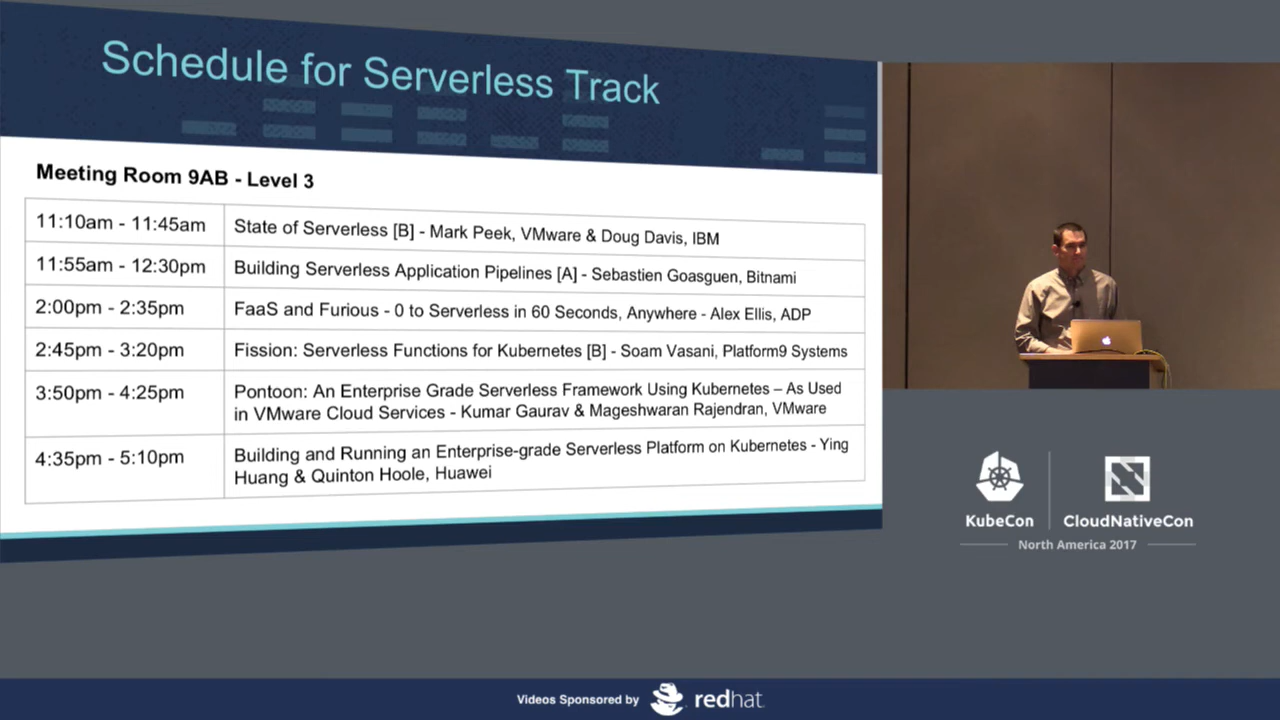 Schedule for Serverless Track
Meeting Room 9AB - Level 3
11:10am - 11:45am
State of Serverless [B] - Mark Peek, VMware & Doug Davis, IBM
11:55am - 12:30pm
Building Serverless Application Pipelines [A] - Sebastien Goasguen, Bitnami
2:00pm - 2:35pm
FaaS and Furious - 0 to Serverless in 60 Seconds, Anywhere - Alex Ellis, ADP
2:45pm - 3:20pm
Fission: Serverless Functions for Kubernetes [B] - Soam Vasani, Platform9 Systems
3:50pm - 4:25pm
Pontoon: An Enterprise Grade Serverless Framework Using Kubernetes – As Used
in VMware Cloud Services - Kumar Gaurav & Mageshwaran Rajendran, VMware
4:35pm - 5:10pm
Building and Running an Enterprise-grade Serverless Platform on Kubernetes - Ying
Huang & Quinton Hoole, Huawei
KubeCon
CloudNativeCon
North America 2017
Videos Sponsored by
redhat